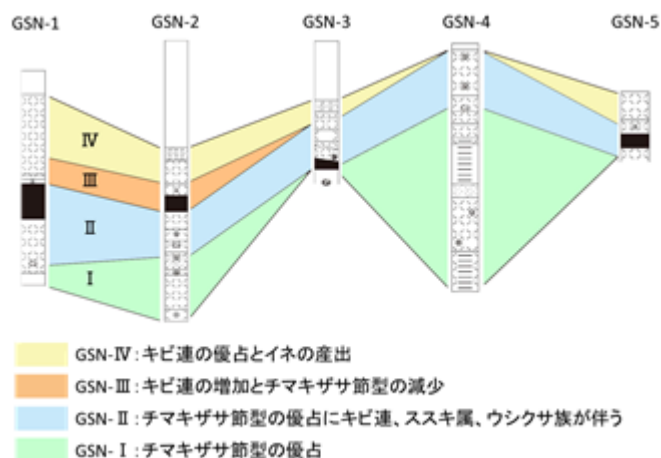 GSN-1 GSN-2 GSN-3 GSN-4 GSN-5
Ⅳ
Ⅲ
Ⅱ
Ⅰ
GSN-Ⅳ：キビ連の優占とイネの産出
GSN-Ⅲ：キビ連の増加とチマキザサ節型の減少
GSN-Ⅱ：チマキザサ節型の優占にキビ連、ススキ属、ウシクサ族が伴う
GSN-Ⅰ：チマキザサ節型の優占